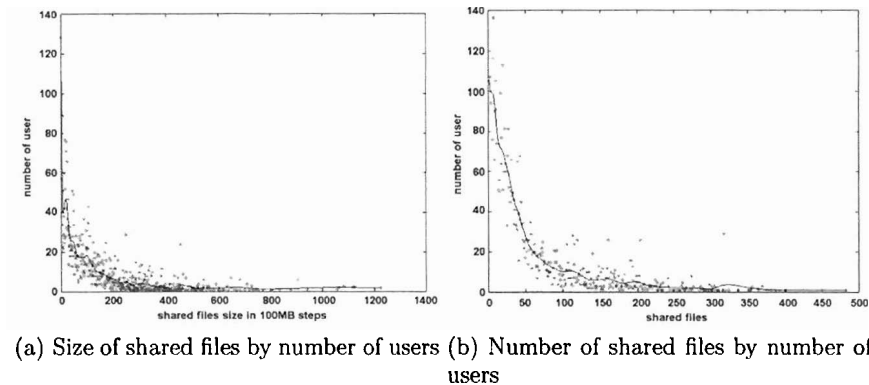 140
120
100
80
60
40
20
0
number of user
0 200 400 600 800 1000 1200 1400
shared files size in 100MB steps
140
120
100
80
60
40
20
0
number of user
0 50 100 150 200 250 300 350 400 450 500
shared files
(a) Size of shared files by number of users
(b) Number of shared files by number of
users